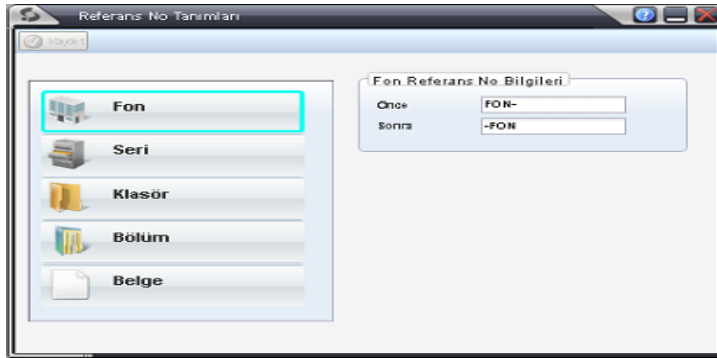 Referans No Tanımları
Kaydet
Fon
Seri
Klasör
Bölüm
Belge
Fon Referans No Bilgileri
Önce FON-
Sonra -FON